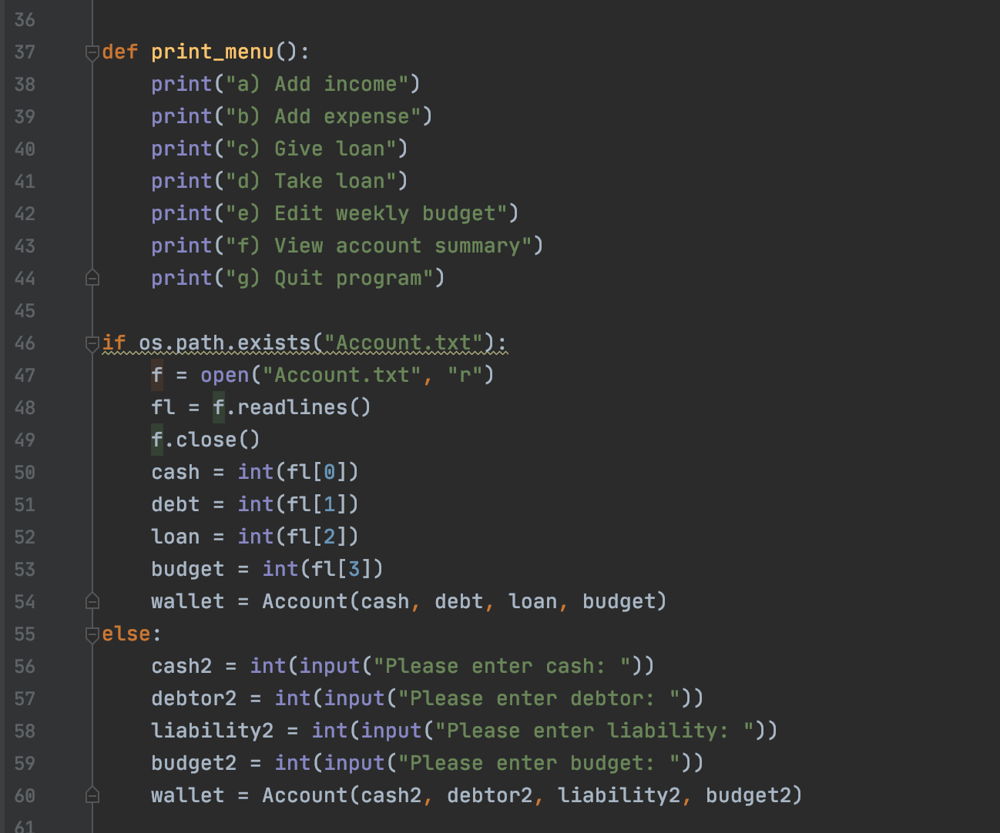 36
37 def print_menu():
38 print("a) Add income")
39 print("b) Add expense")
40 print("c) Give loan")
41 print("d) Take loan")
42 print("e) Edit weekly budget")
43 print("f) View account summary")
44 print("g) Quit program")
45
46 if os.path.exists("Account.txt"):
47 f = open("Account.txt", "r")
48 fl = f.readlines()
49 f.close()
50 cash = int(fl[0])
51 debt = int(fl[1])
52 loan = int(fl[2])
53 budget = int(fl[3])
54 wallet = Account(cash, debt, loan, budget)
55 else:
56 cash2 = int(input("Please enter cash: "))
57 debtor2 = int(input("Please enter debtor: "))
58 liability2 = int(input("Please enter liability: "))
59 budget2 = int(input("Please enter budget: "))
60 wallet = Account(cash2, debtor2, liability2, budget2)
61